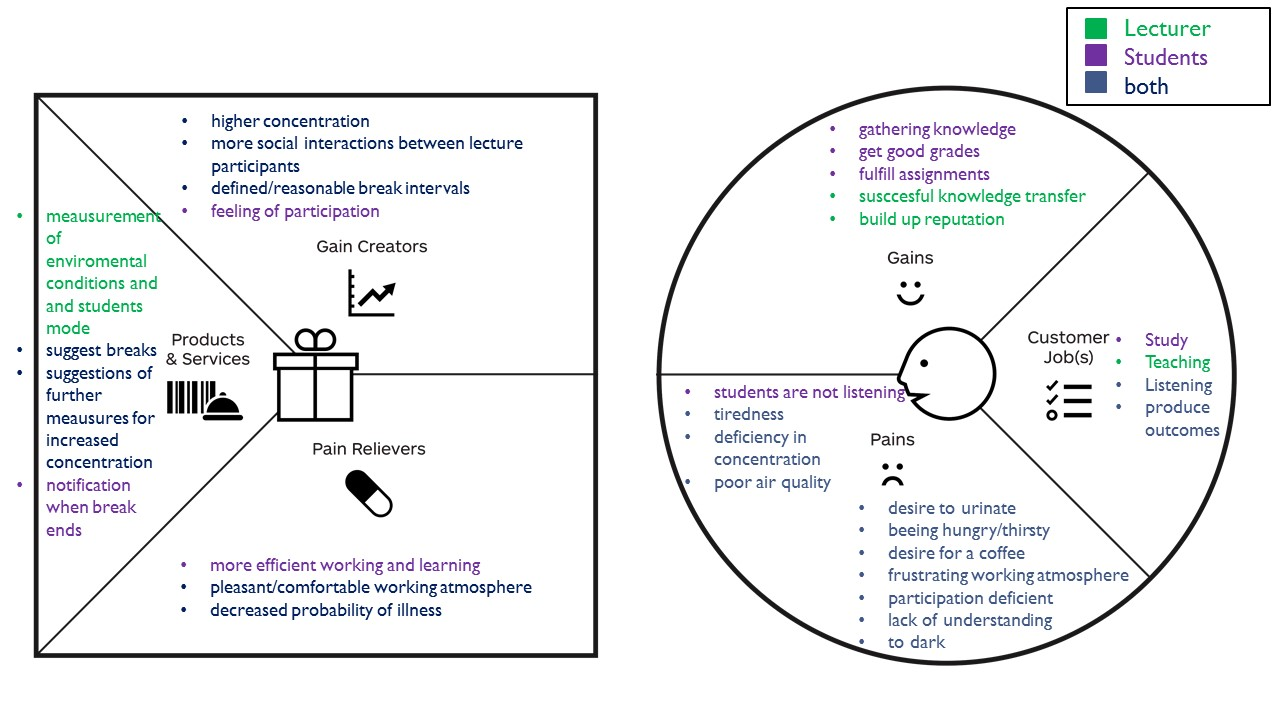 Lecturer
Students
both
• higher concentration
• more social interactions between lecture
participants
• defined/reasonable break intervals
• feeling of participation
Gain Creators
• meausurement
of
enviromental
conditions and
and students
mode
• suggest breaks
• suggestions of
further
meausures for
increased
concentration
• notification
when break
ends
Products
& Services
Pain Relievers
• more efficient working and learning
• pleasant/comfortable working atmosphere
• decreased probability of illness
• gathering knowledge
• get good grades
• fulfill assignments
• susccesful knowledge transfer
• build up reputation
Gains
Customer
Job(s)
• Study
• Teaching
• Listening
• produce
outcomes
• students are not listening
• tiredness
• deficiency in
concentration
• poor air quality
Pains
• desire to urinate
• beeing hungry/thirsty
• desire for a coffee
• frustrating working atmosphere
• participation deficient
• lack of understanding
• to dark